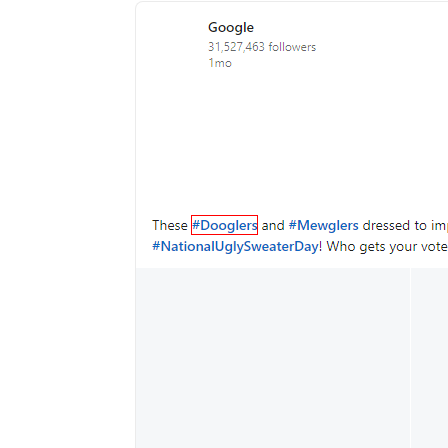 Google
31,527,463 followers
1mo
These #Dooglers and #Mewglers dressed to im
#NationalUglySweaterDay! Who gets your vote